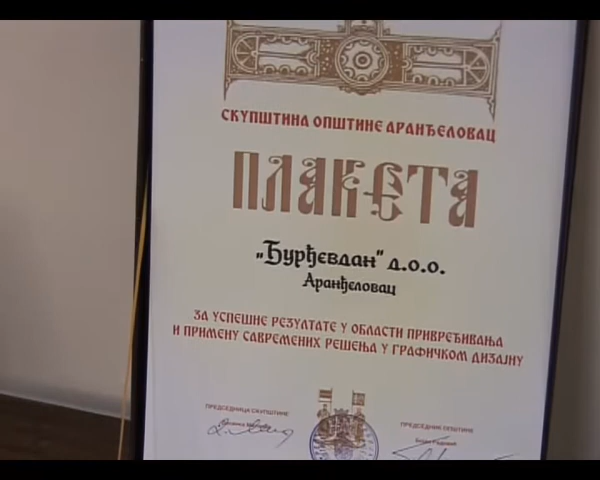 СКУПШТИНА ОПШТИНЕ АРАНЂЕЛОВАЦ
ПЛАКЕТА
„Ђурђевдан" д.о.о.
Аранђеловац
ЗА УСПЕШНЕ РЕЗУЛТАТЕ У ОБЛАСТИ ПРИВРЕЂИВАЊА
И ПРИМЕНУ САВРЕМЕНИХ РЕШЕЊА У ГРАФИЧКОМ ДИЗАЈНУ
ПРЕДСЕДНИЦА СКУПШТИНЕ
ПРЕДСЕДНИК ОПШТИНЕ